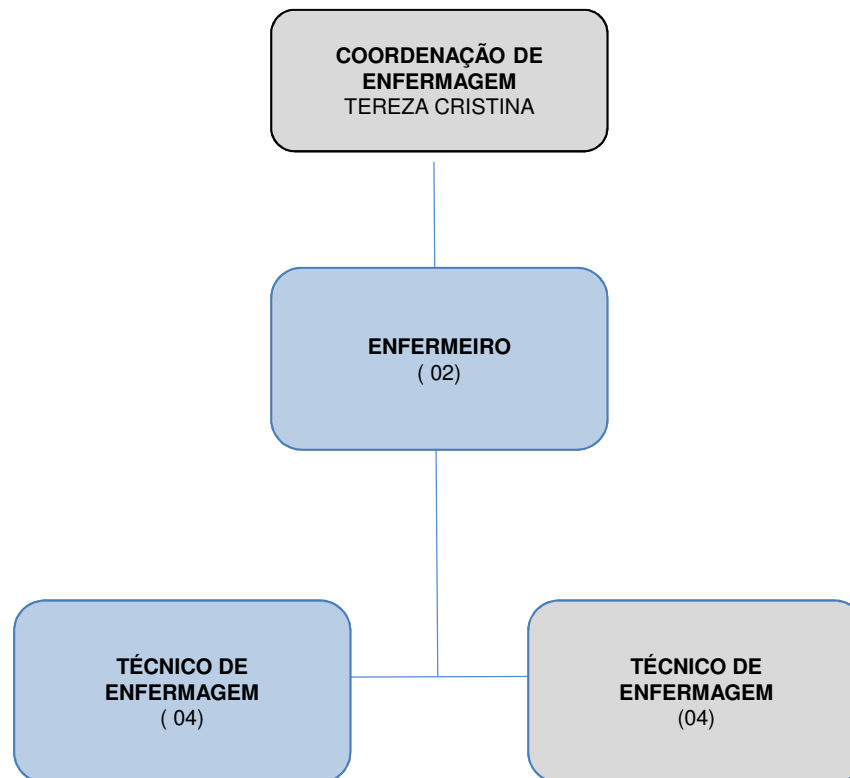 COORDENAÇÃO DE
ENFERMAGEM
TEREZA CRISTINA
ENFERMEIRO
( 02)
TÉCNICO DE
ENFERMAGEM
( 04)
TÉCNICO DE
ENFERMAGEM
(04)